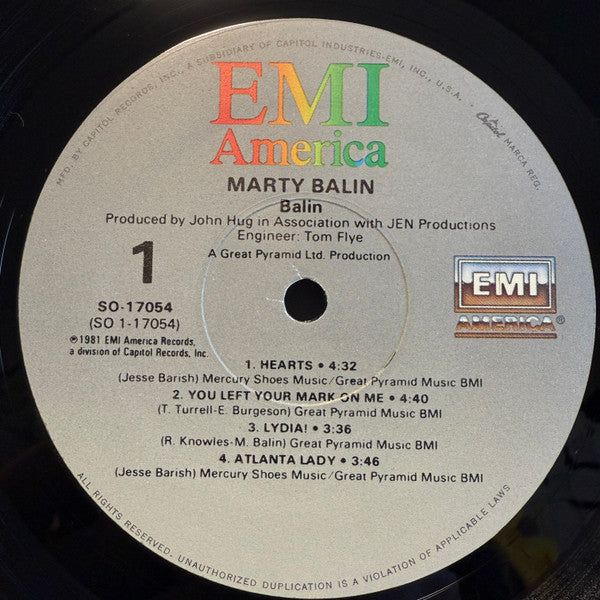 MFD. BY CAPITOL RECORDS, INC., A SUBSIDIARY OF CAPITOL INDUSTRIES-EMI, INC., U.S.A. • Capitol MARCA REG.
EMI
America
MARTY BALIN
Balin
Produced by John Hug in Association with JEN Productions
Engineer: Tom Flye
A Great Pyramid Ltd. Production
1
SO-17054
(SO 1-17054)
℗1981 EMI America Records,
a division of Capitol Records, Inc.
EMI
AMERICA®
1. HEARTS • 4:32
(Jesse Barish) Mercury Shoes Music/Great Pyramid Music BMI
2. YOU LEFT YOUR MARK ON ME • 4:40
(T. Turrell-E. Burgeson) Great Pyramid Music BMI
3. LYDIA! • 3:36
(R. Knowles-M. Balin) Great Pyramid Music BMI
4. ATLANTA LADY • 3:46
(Jesse Barish) Mercury Shoes Music/Great Pyramid Music BMI
ALL RIGHTS RESERVED. UNAUTHORIZED DUPLICATION IS A VIOLATION OF APPLICABLE LAWS